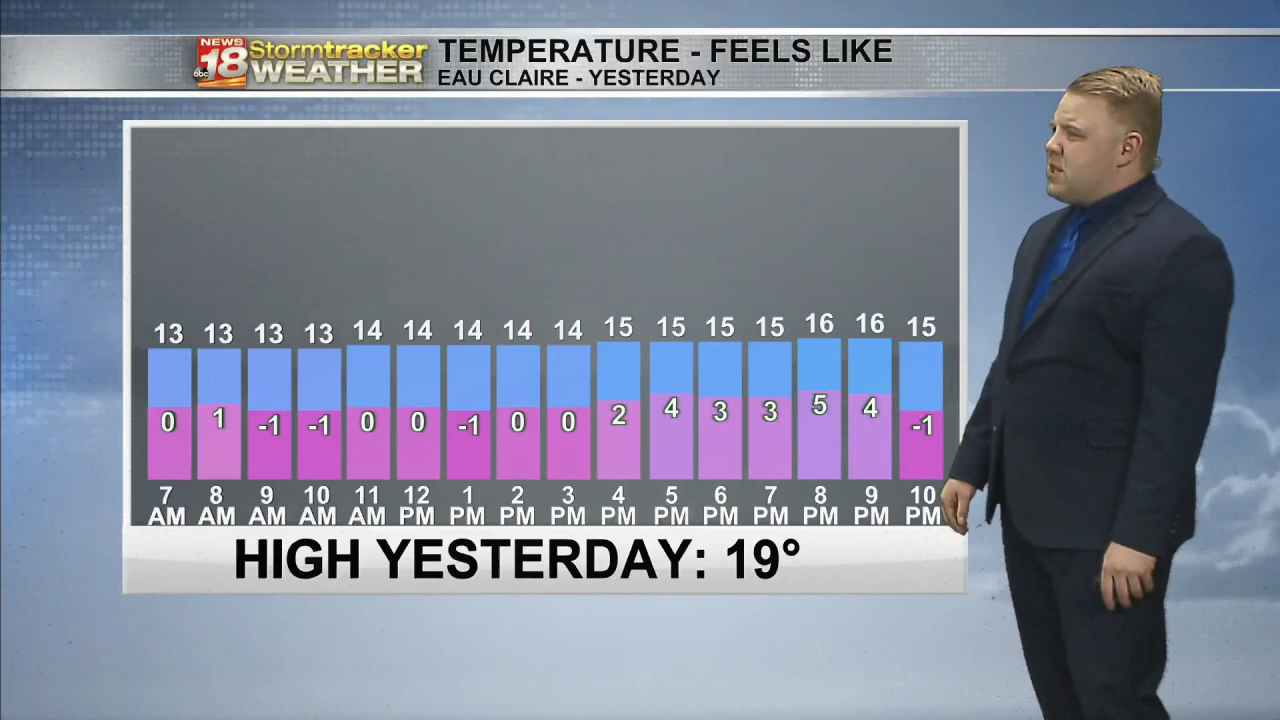 NEWS
abc 18
Stormtracker
WEATHER
TEMPERATURE - FEELS LIKE
EAU CLAIRE - YESTERDAY
13 13 13 13 14 14 14 14 14 15 15 15 15 16 16 15
0 1 -1 -1 0 0 -1 0 0 2 4 3 3 5 4 -1
7 8 9 10 11 12 1 2 3 4 5 6 7 8 9 10
AM AM AM AM AM PM PM PM PM PM PM PM PM PM PM PM
HIGH YESTERDAY: 19°